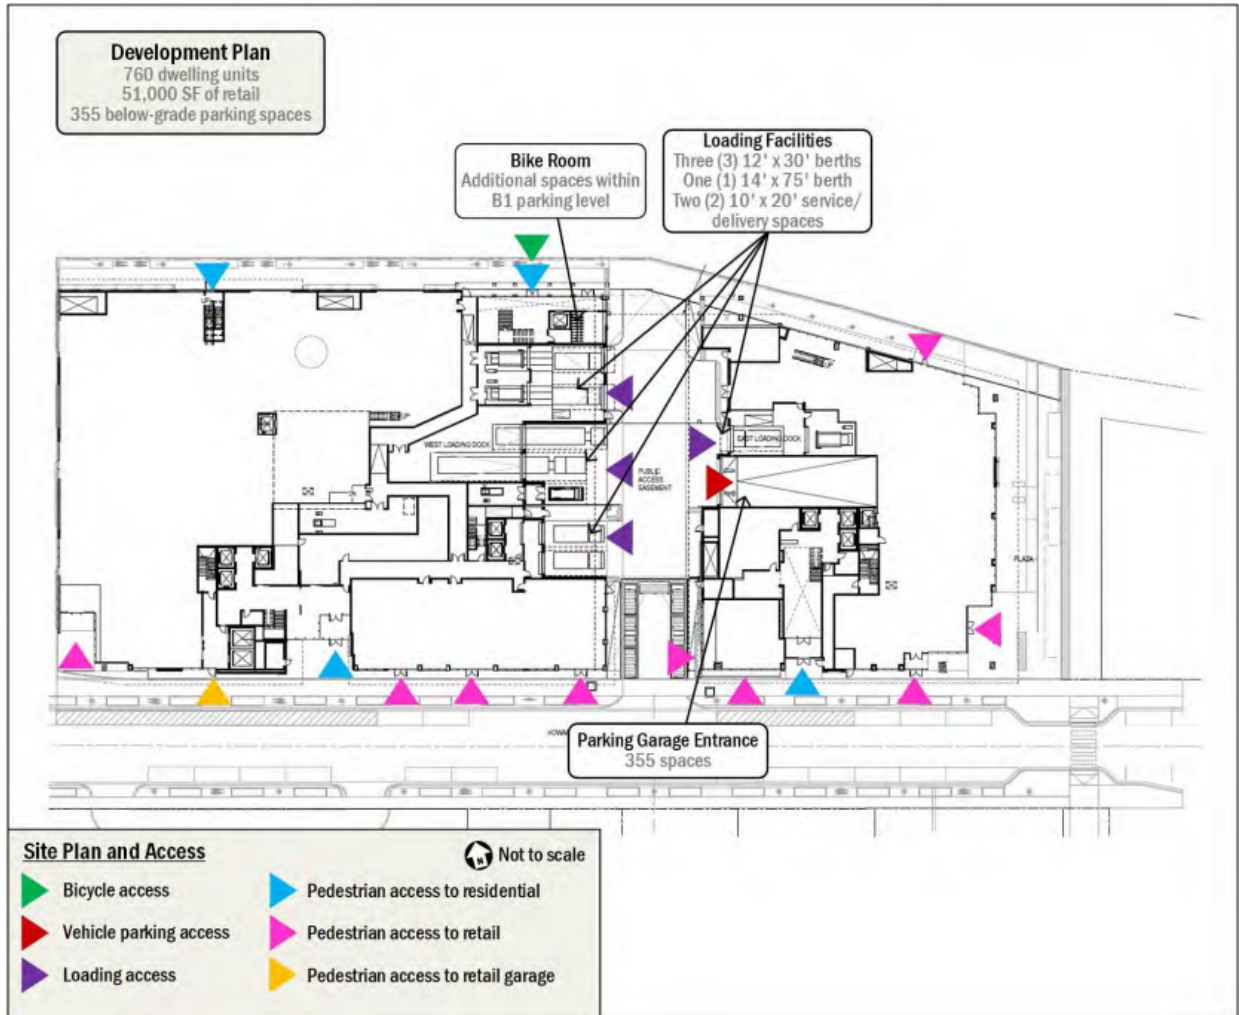 Development Plan
760 dwelling units
51,000 SF of retail
355 below-grade parking spaces
Bike Room
Additional spaces within
B1 parking level
Loading Facilities
Three (3) 12' x 30' berths
One (1) 14' x 75' berth
Two (2) 10' x 20' service/
delivery spaces
WEST LOADING DOCK
EAST LOADING DOCK
PUBLIC
ACCESS
EASEMENT
PLAZA
Parking Garage Entrance
355 spaces
Site Plan and Access
N
Not to scale
Bicycle access
Pedestrian access to residential
Vehicle parking access
Pedestrian access to retail
Loading access
Pedestrian access to retail garage